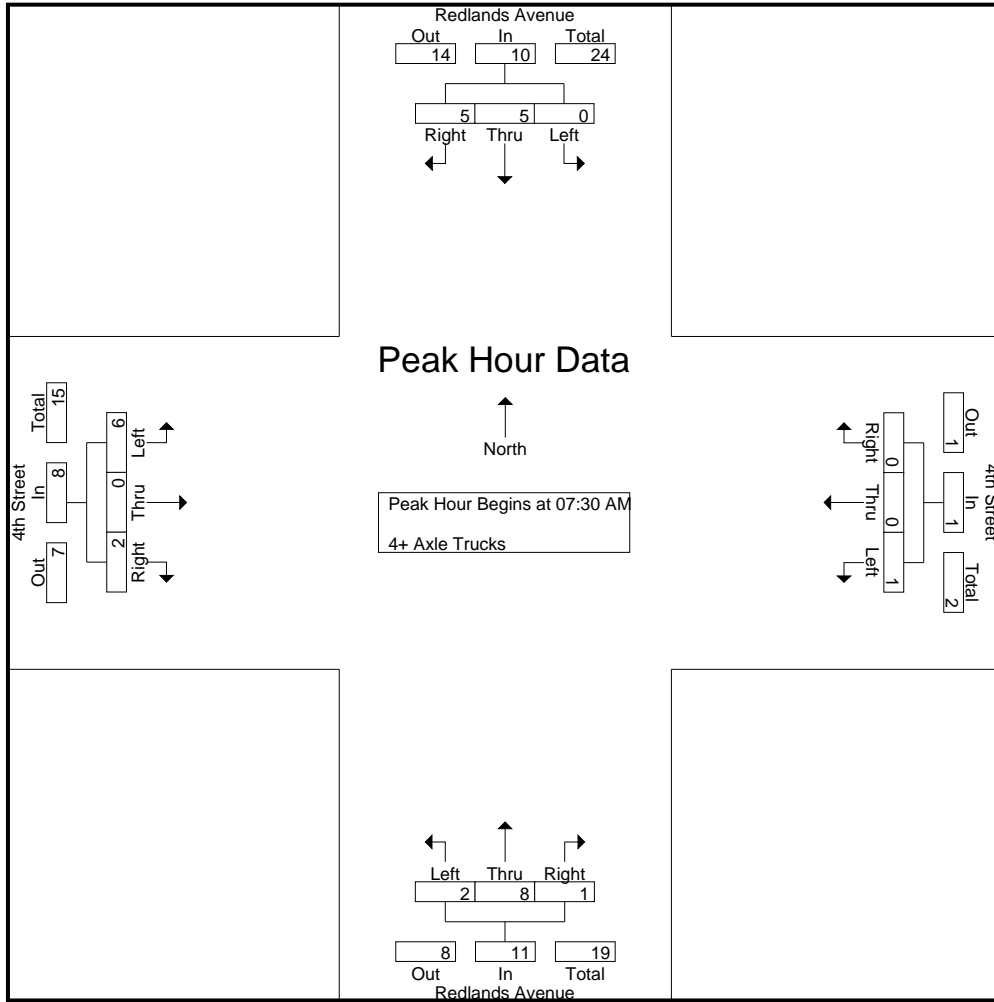 Redlands Avenue
Out In Total
14 10 24
5 5 0
Right Thru Left
Peak Hour Data
North
Peak Hour Begins at 07:30 AM
4+ Axle Trucks
4th Street
Out In Total
7 8 15
Left Thru Right
6 0 2
4th Street
Out In Total
1 1 2
Right Thru Left
0 0 1
Left Thru Right
2 8 1
8 11 19
Out In Total
Redlands Avenue